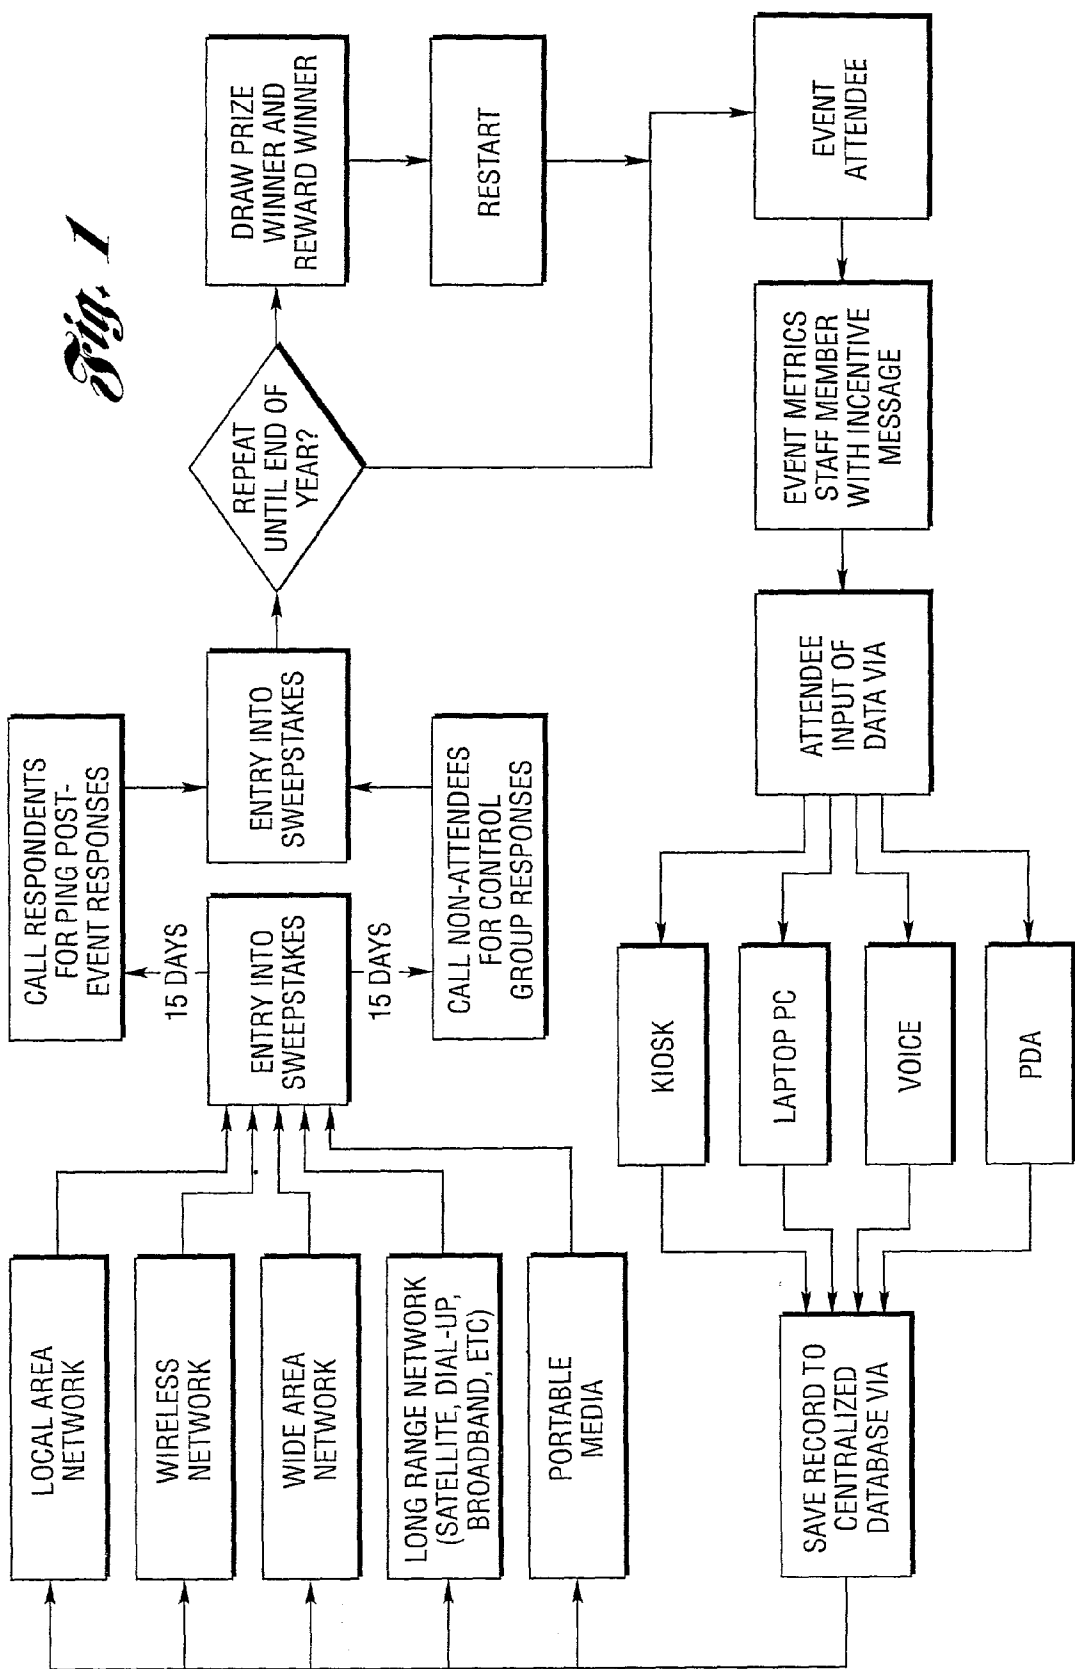 Fig. 1
LOCAL AREA
NETWORK
WIRELESS
NETWORK
WIDE AREA
NETWORK
LONG RANGE NETWORK
(SATELLITE, DIAL-UP,
BROADBAND, ETC)
PORTABLE
MEDIA
ENTRY INTO
SWEEPSTAKES
15 DAYS
15 DAYS
CALL RESPONDENTS
FOR PING POST-
EVENT RESPONSES
CALL NON-ATTENDEES
FOR CONTROL
GROUP RESPONSES
ENTRY INTO
SWEEPSTAKES
REPEAT
UNTIL END OF
YEAR?
DRAW PRIZE
WINNER AND
REWARD WINNER
RESTART
EVENT
ATTENDEE
EVENT METRICS
STAFF MEMBER
WITH INCENTIVE
MESSAGE
ATTENDEE
INPUT OF
DATA VIA
KIOSK
LAPTOP PC
VOICE
PDA
SAVE RECORD TO
CENTRALIZED
DATABASE VIA